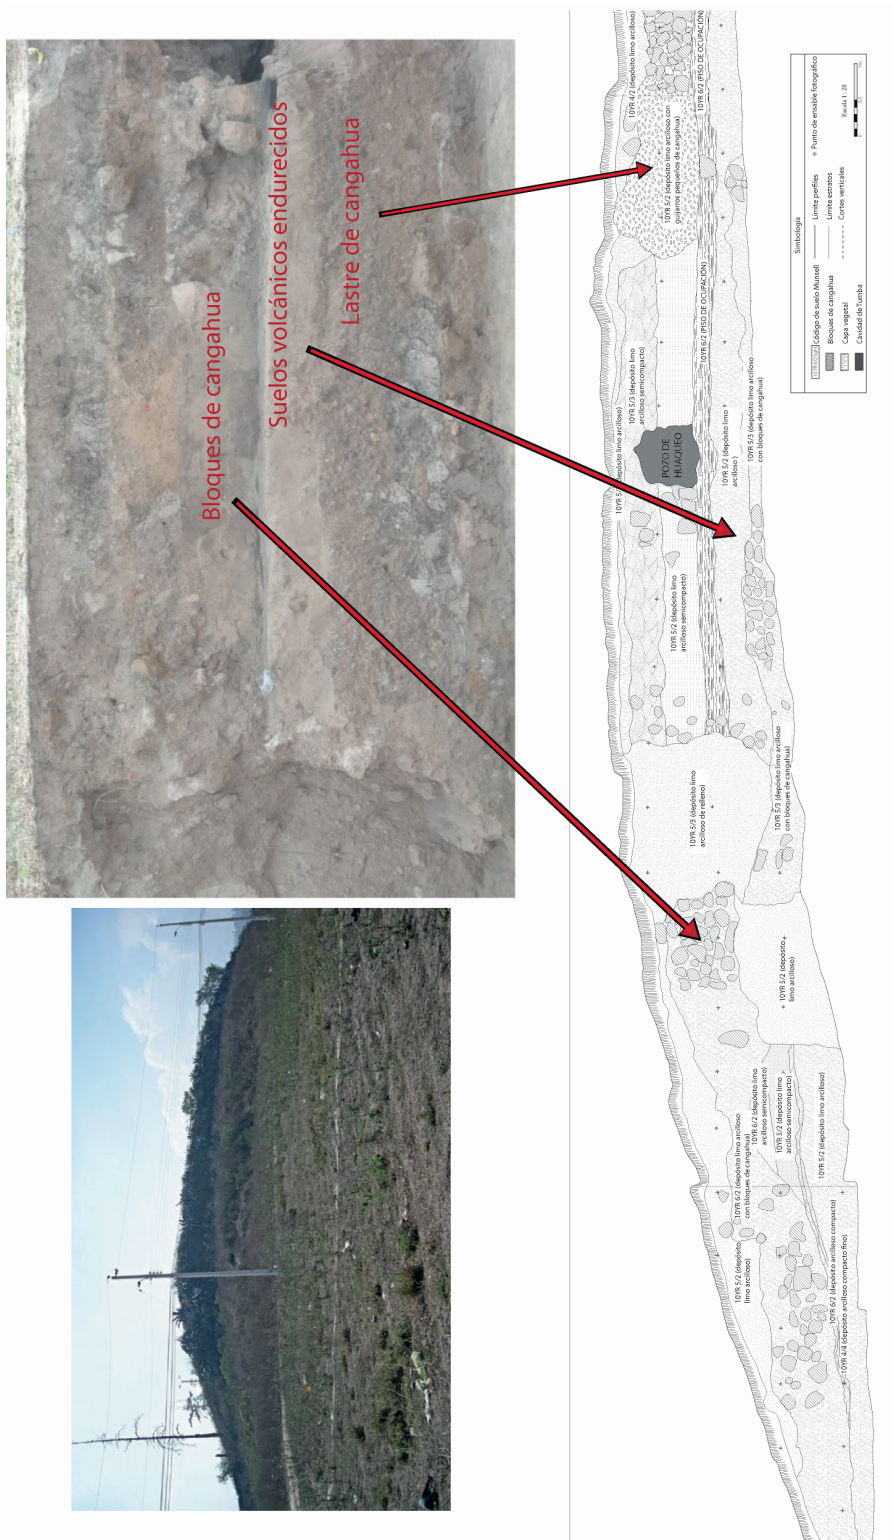 Bloques de cangahua
Suelos volcánicos endurecidos
Lastre de cangahua
10YR 5/2 (depósito
limo arcilloso)
10YR 6/2 (depósito limo arcilloso
con bloques de cangahua)
10YR 6/2 (depósito limo
arcilloso semicompacto)
10YR 5/2 (depósito limo
arcilloso semicompacto)
10YR 5/2 (depósito limo arcilloso)
10YR 6/2 (depósito arcilloso compacto)
10YR 4/4 (depósito arcilloso compacto fino)
10YR 5/2 (depósito
limo arcilloso)
10YR 5/3 (depósito limo
arcilloso de relleno)
10YR 5/3 (depósito limo arcilloso
con bloques de cangahua)
10YR 5/2 (depósito limo
arcilloso semicompacto)
depósito limo arcilloso)
10YR 5/3 (depósito limo
arcilloso semicompacto)
POZO DE
HUAQUEO
10YR 5/2 (depósito limo
arcilloso )
10YR 5/3 (depósito limo arcilloso
con bloques de cangahua)
10YR 6/2 (PISO DE OCUPACIÓN)
10YR 4/2 (depósito limo arcilloso)
10YR 5/2 (depósito limo arcilloso con
guijarros pequeños de cangahua)
10YR 6/2 (PISO DE OCUPACIÓN)
Simbología
Código de suelo Munsell
Bloques de cangahua
Capa vegetal
Cavidad de Tumba
Límite perfiles
Límite estratos
Cortes verticales
Punto de ensable fotográfico
Escala 1 : 20
0
0.5
1m